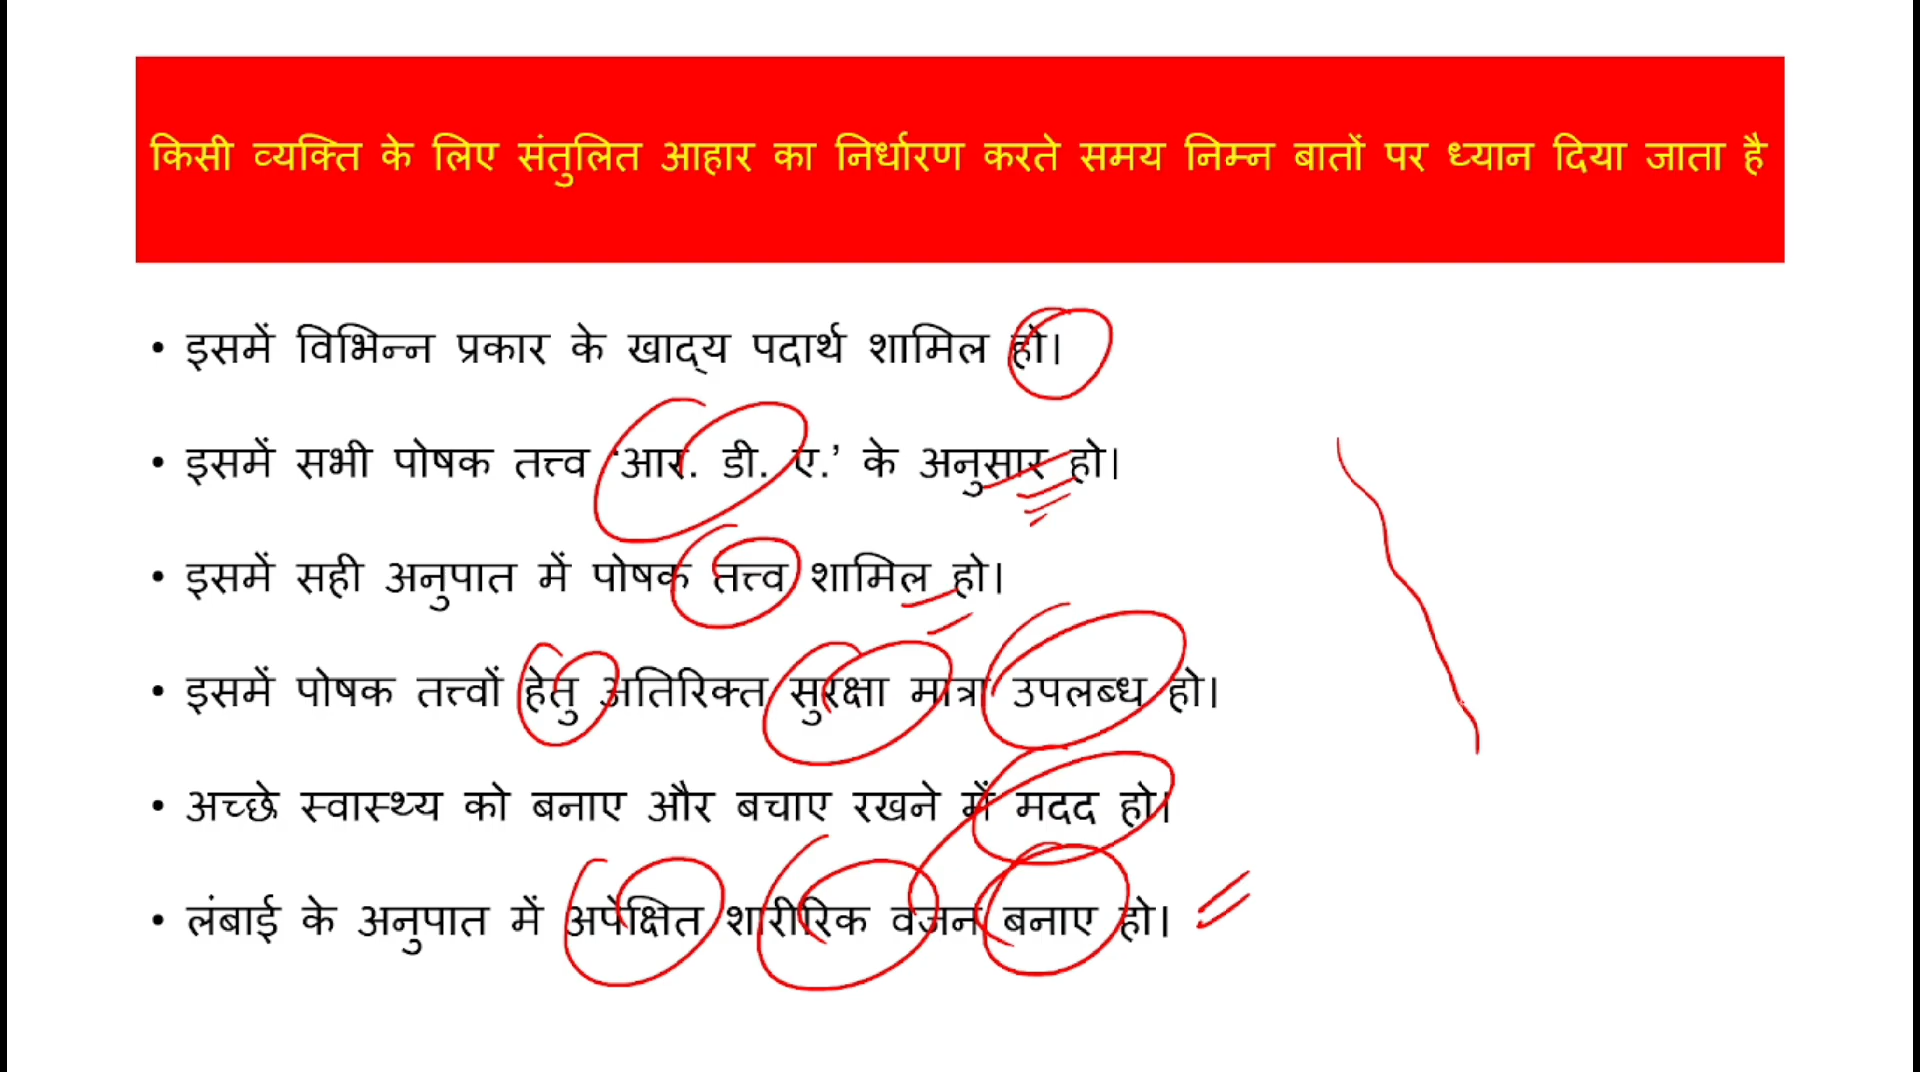 किसी व्यक्ति के लिए संतुलित आहार का निर्धारण करते समय निम्न बातों पर ध्यान दिया जाता है
• इसमें विभिन्न प्रकार के खाद्य पदार्थ शामिल हो।
• इसमें सभी पोषक तत्त्व ‘आर. डी. ए.’ के अनुसार हो।
• इसमें सही अनुपात में पोषक तत्त्व शामिल हो।
• इसमें पोषक तत्त्वों हेतु अतिरिक्त सुरक्षा मात्रा उपलब्ध हो।
• अच्छे स्वास्थ्य को बनाए और बचाए रखने में मदद हो।
• लंबाई के अनुपात में अपेक्षित शारीरिक वजन बनाए हो।